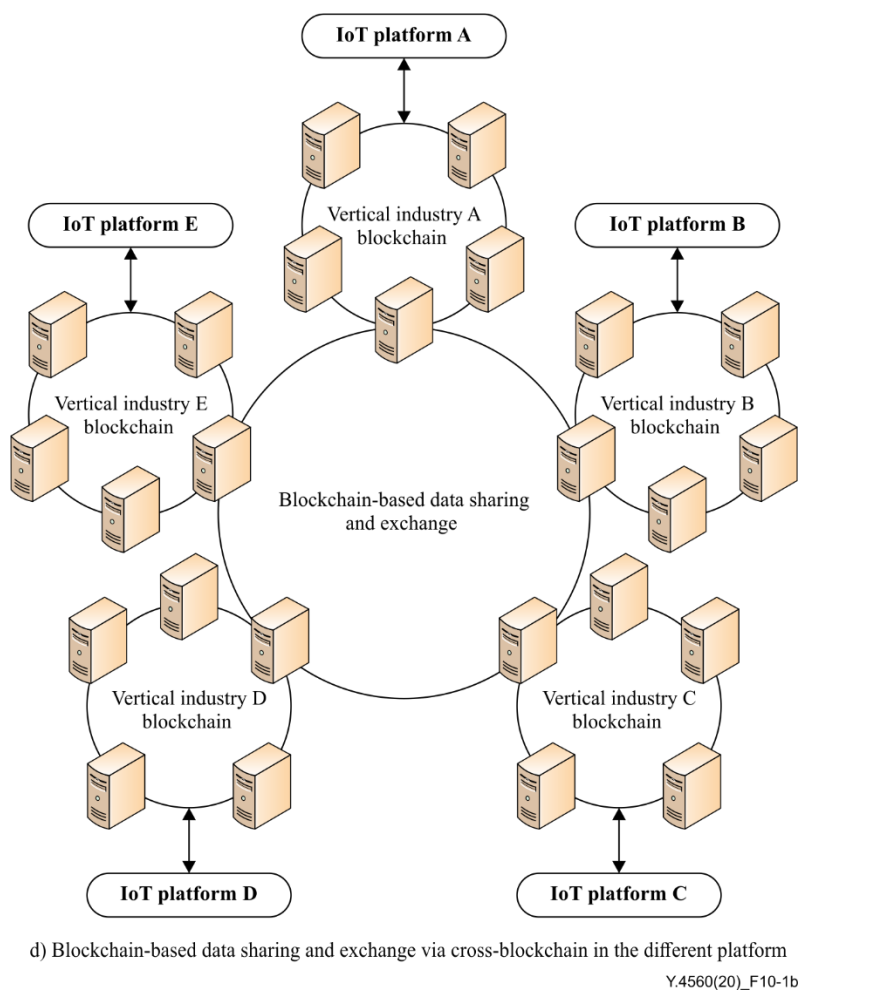 IoT platform A
Vertical industry A
blockchain
IoT platform E
IoT platform B
Vertical industry E
blockchain
Vertical industry B
blockchain
Blockchain-based data sharing
and exchange
Vertical industry D
blockchain
Vertical industry C
blockchain
IoT platform D
IoT platform C
d) Blockchain-based data sharing and exchange via cross-blockchain in the different platform
Y.4560(20)_F10-1b